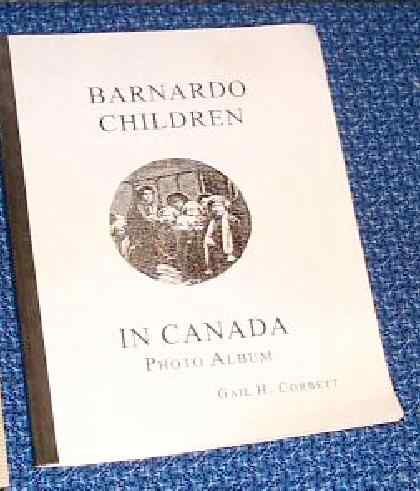 BARNARDO
CHILDREN
IN CANADA
PHOTO ALBUM
GAIL H. CORBETT